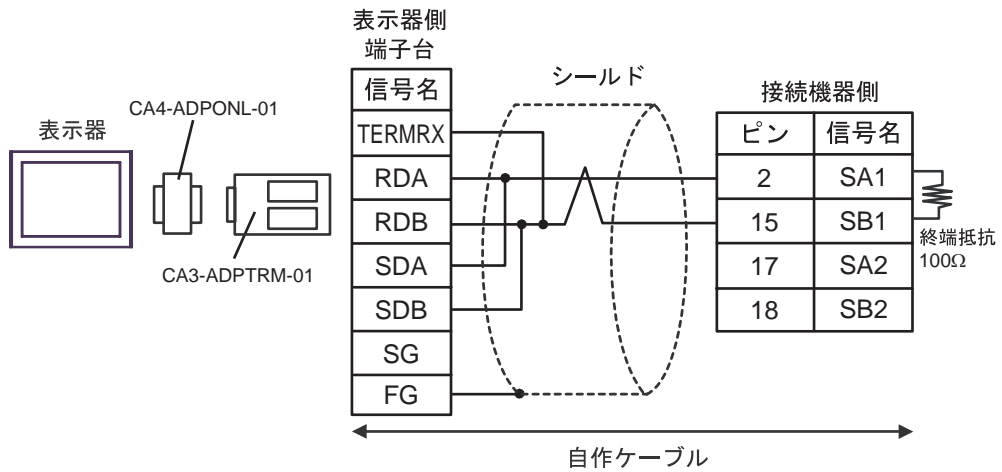 表示器
CA4-ADPONL-01
CA3-ADPTRM-01
表示器側
端子台
信号名
TERMRX
RDA
RDB
SDA
SDB
SG
FG
シールド
接続機器側
ピン 信号名
2 SA1
15 SB1
17 SA2
18 SB2
終端抵抗
100Ω
自作ケーブル